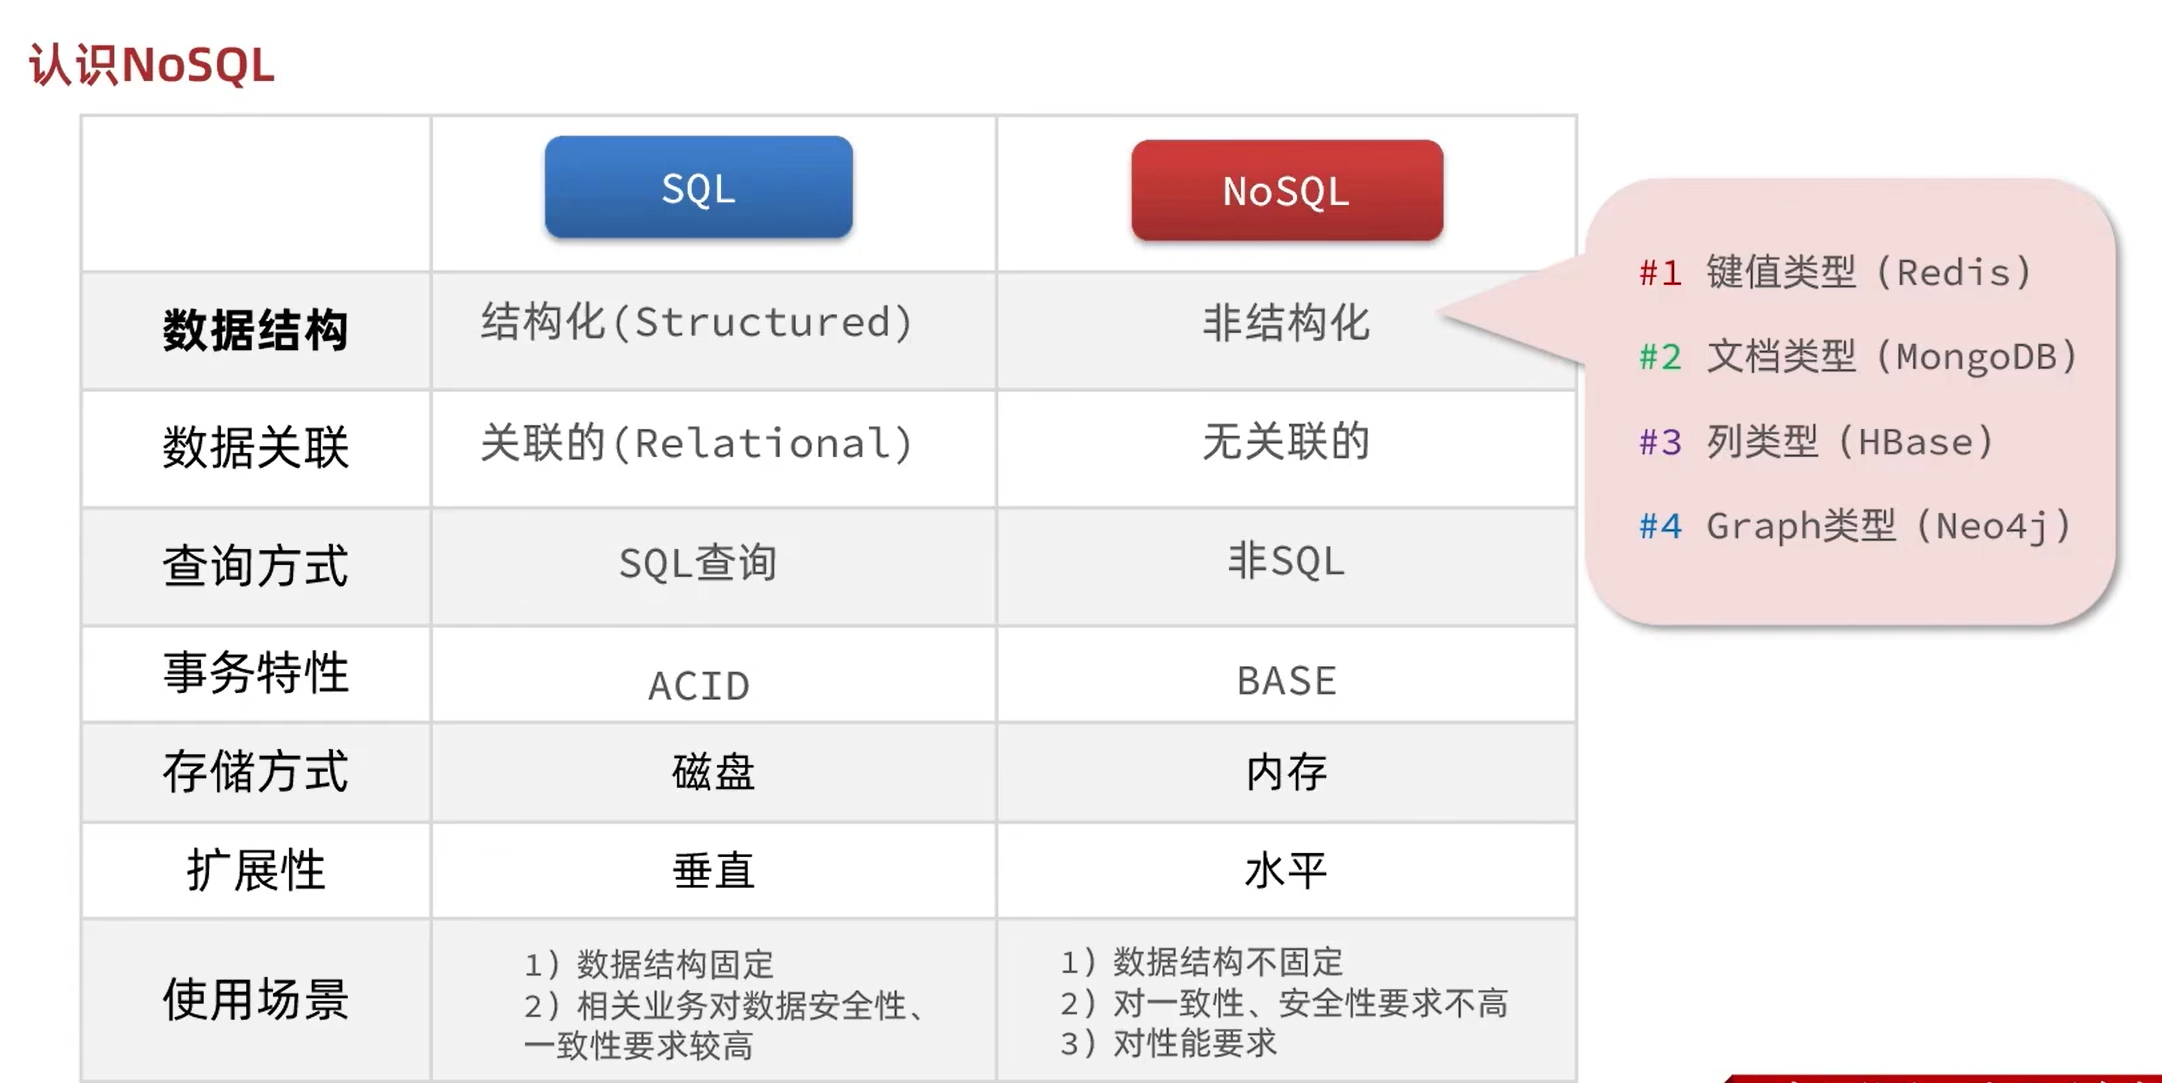 认识NoSQL
SQL
NoSQL
数据结构
结构化(Structured)
非结构化
#1 键值类型（Redis）
#2 文档类型（MongoDB）
#3 列类型（HBase）
#4 Graph类型（Neo4j）
数据关联
关联的(Relational)
无关联的
查询方式
SQL查询
非SQL
事务特性
ACID
BASE
存储方式
磁盘
内存
扩展性
垂直
水平
使用场景
1）数据结构固定
2）相关业务对数据安全性、
一致性要求较高
1）数据结构不固定
2）对一致性、安全性要求不高
3）对性能要求